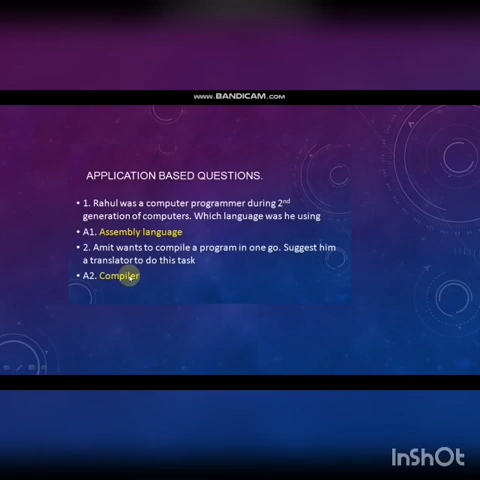 www.BANDICAM.COM
APPLICATION BASED QUESTIONS.
• 1. Rahul was a computer programmer during 2nd
generation of computers. Which language was he using
• A1. Assembly language
• 2. Amit wants to compile a program in one go. Suggest him
a translator to do this task
• A2. Compiler
InShOt